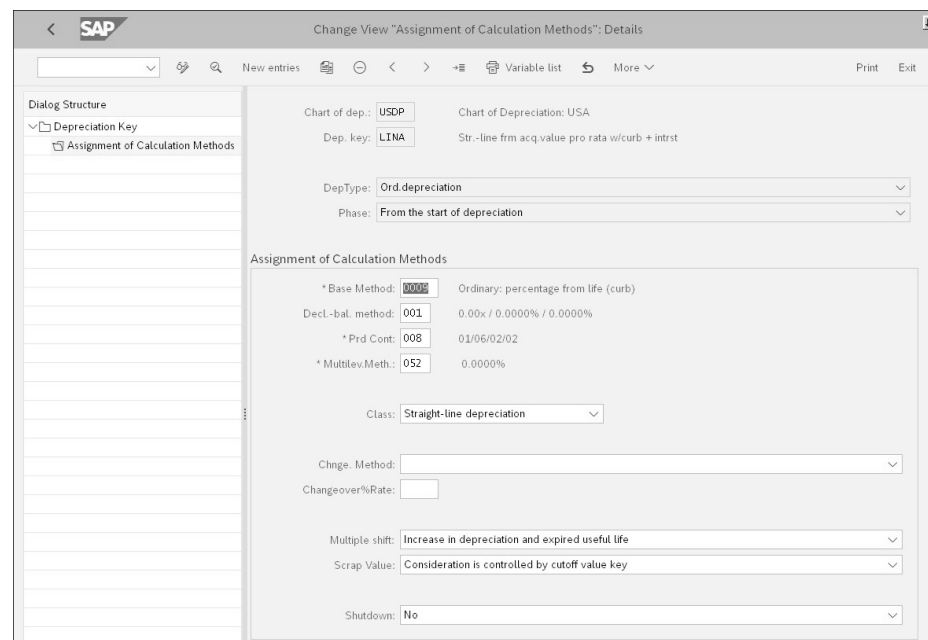 SAP
Change View "Assignment of Calculation Methods": Details
New entries
Variable list
More
Print
Exit
Dialog Structure
Depreciation Key
Assignment of Calculation Methods
Chart of dep.: USDP Chart of Depreciation: USA
Dep. key: LINA Str.-line frm acq.value pro rata w/curb + intrst
DepType: Ord.depreciation
Phase: From the start of depreciation
Assignment of Calculation Methods
* Base Method: 0009 Ordinary: percentage from life (curb)
Decl.-bal. method: 001 0.00x / 0.0000% / 0.0000%
* Prd Cont: 008 01/06/02/02
* Multilev.Meth.: 052 0.0000%
Class: Straight-line depreciation
Chnge. Method:
Changeover%Rate:
Multiple shift: Increase in depreciation and expired useful life
Scrap Value: Consideration is controlled by cutoff value key
Shutdown: No